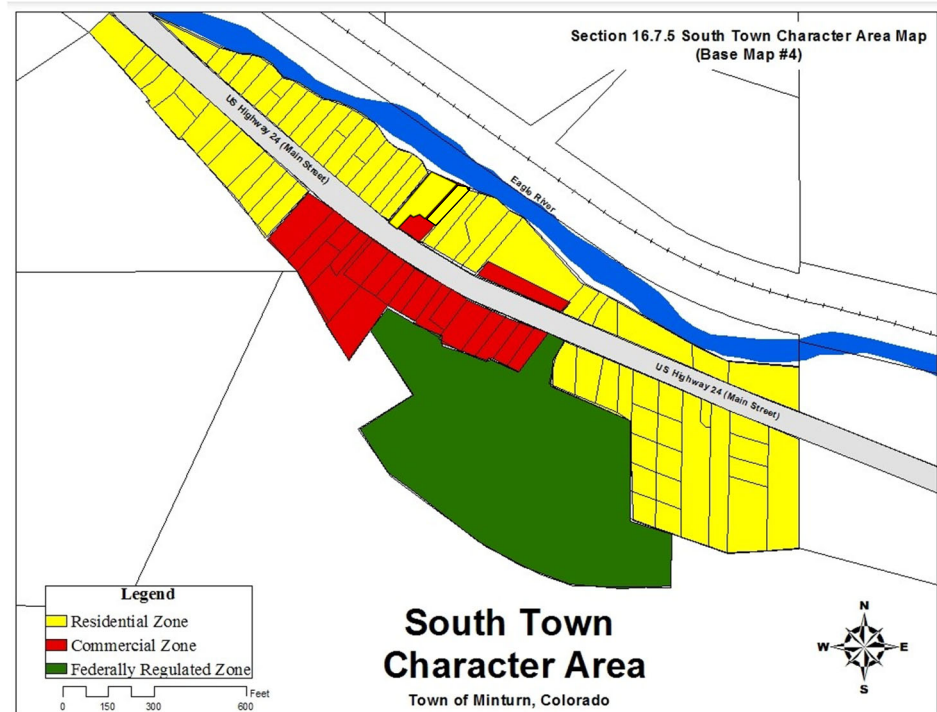 Section 16.7.5 South Town Character Area Map
(Base Map #4)
US Highway 24 (Main Street)
Eagle River
US Highway 24 (Main Street)
Legend
Residential Zone
Commercial Zone
Federally Regulated Zone
Feet
0 150 300 600
South Town
Character Area
Town of Minturn, Colorado
N
W E
S